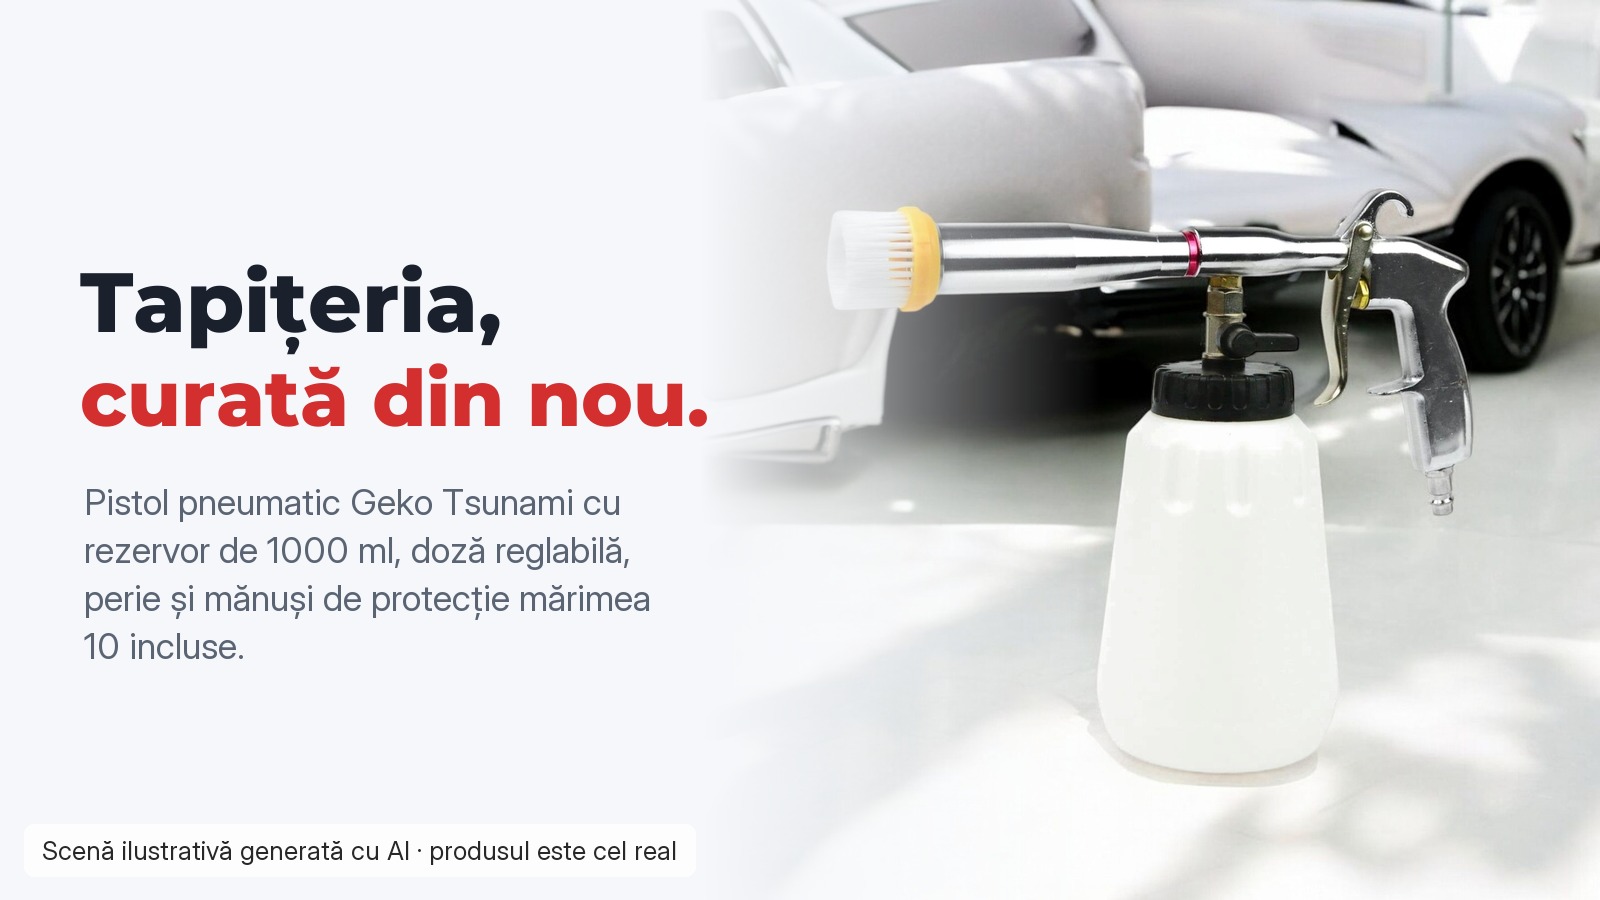 Tapițeria,
curată din nou.
Pistol pneumatic Geko Tsunami cu
rezervor de 1000 ml, doză reglabilă,
perie și mănuși de protecție mărimea
10 incluse.
Scenă ilustrativă generată cu AI · produsul este cel real